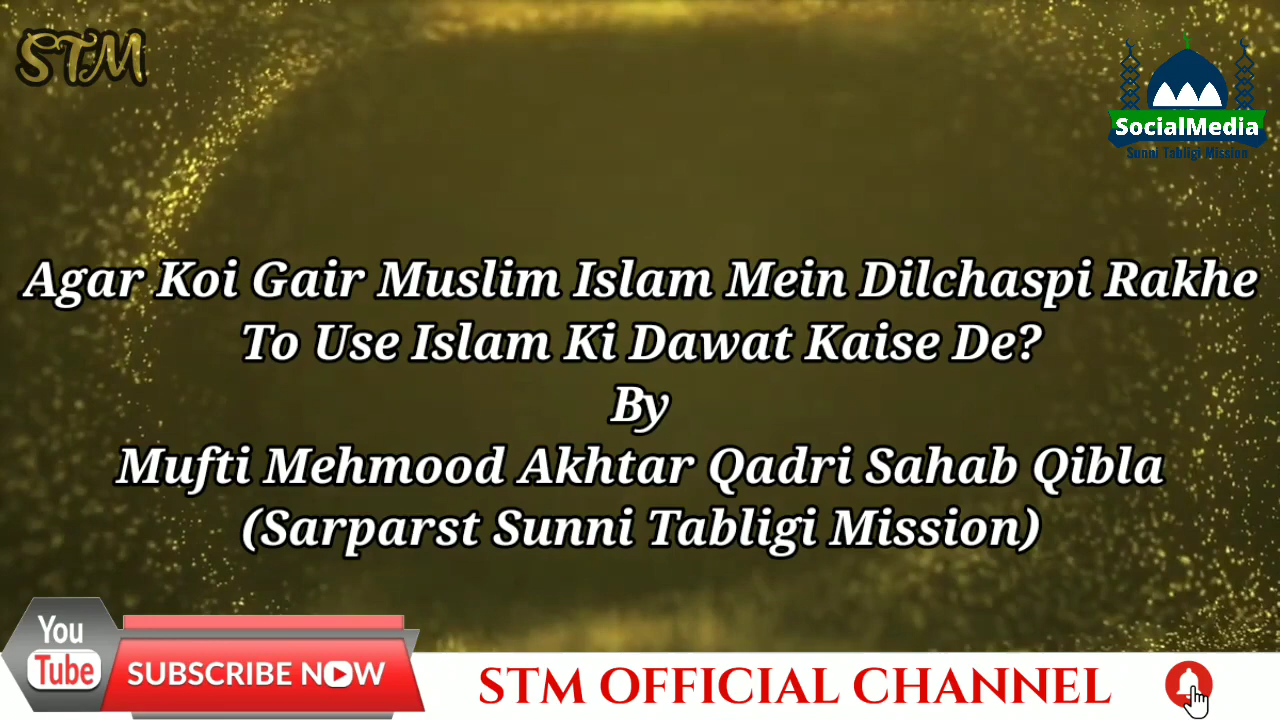 STM
SocialMedia
Sunni Tabligi Mission
Agar Koi Gair Muslim Islam Mein Dilchaspi Rakhe
To Use Islam Ki Dawat Kaise De?
By
Mufti Mehmood Akhtar Qadri Sahab Qibla
(Sarparst Sunni Tabligi Mission)
You
Tube
SUBSCRIBE NOW
STM OFFICIAL CHANNEL